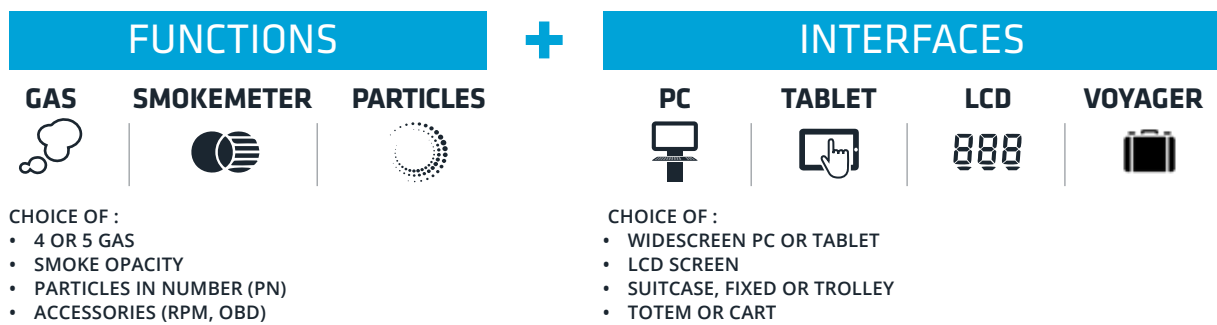 FUNCTIONS
GAS SMOKEMETER PARTICLES
CHOICE OF :
• 4 OR 5 GAS
• SMOKE OPACITY
• PARTICLES IN NUMBER (PN)
• ACCESSORIES (RPM, OBD)
+
INTERFACES
PC TABLET LCD VOYAGER
888
CHOICE OF :
• WIDESCREEN PC OR TABLET
• LCD SCREEN
• SUITCASE, FIXED OR TROLLEY
• TOTEM OR CART